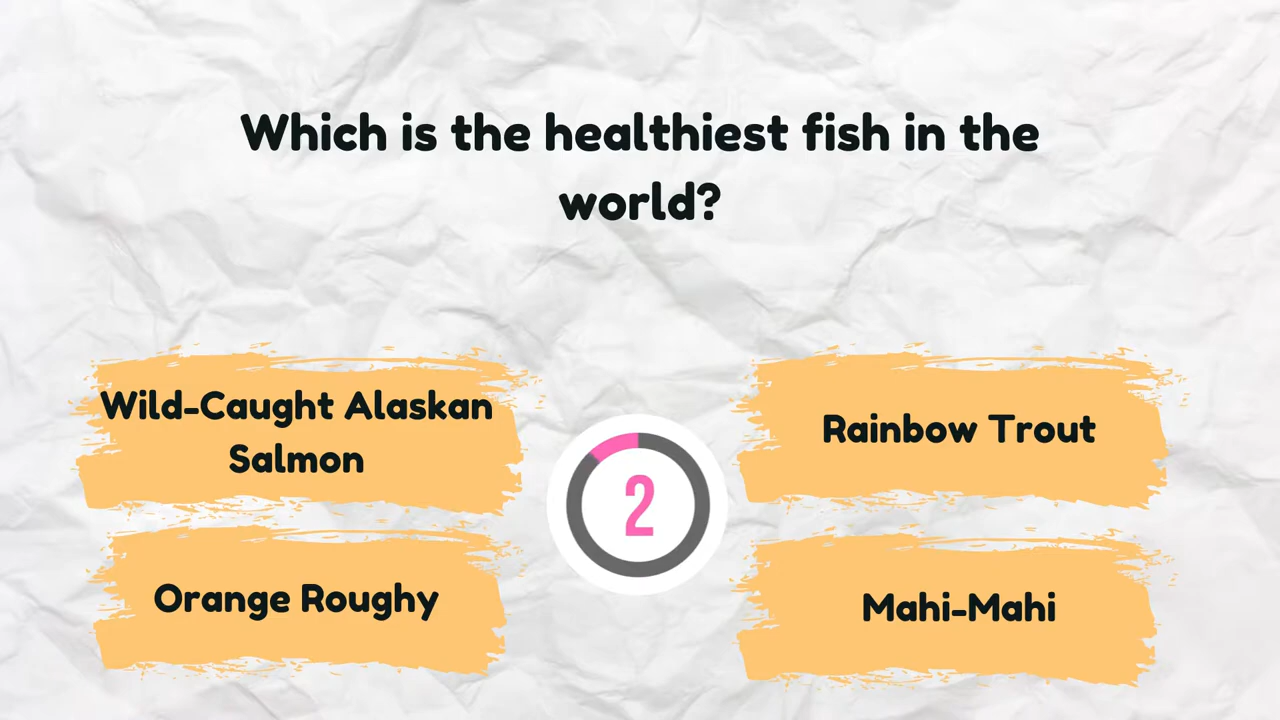 Which is the healthiest fish in the
world?
Wild-Caught Alaskan
Salmon
Rainbow Trout
2
Orange Roughy
Mahi-Mahi